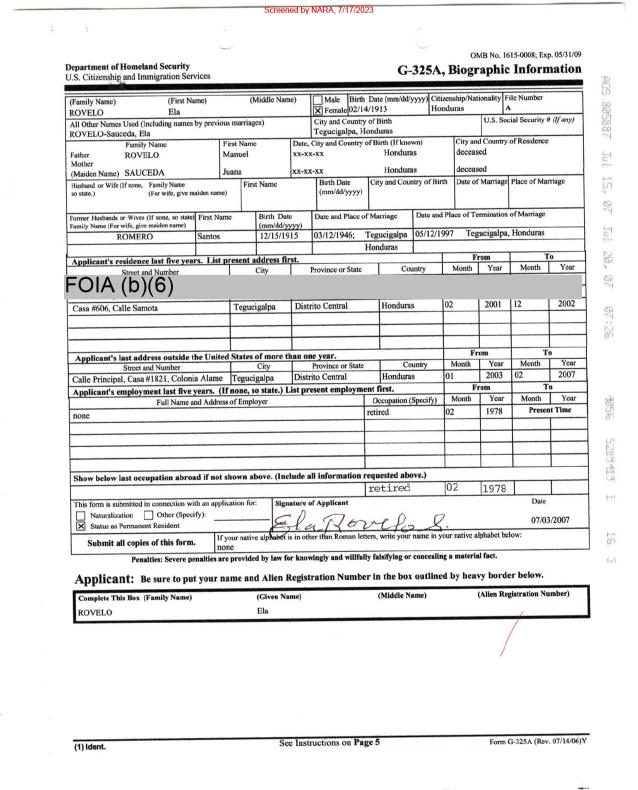 Screened by NARA, 7/17/2023
OMB No. 1615-0008; Exp. 05/31/09
Department of Homeland Security
U.S. Citizenship and Immigration Services
G-325A, Biographic Information
(Family Name) (First Name) (Middle Name) Male Birth Date (mm/dd/yyyy) Citizenship/Nationality File Number
ROVELO Ela X Female 02/14/1913 Honduras A
All Other Names Used (Including names by previous marriages) City and Country of Birth U.S. Social Security # (If any)
ROVELO-Sauceda, Ela Tegucigalpa, Honduras
Family Name First Name Date, City and Country of Birth (If known) City and Country of Residence
Father ROVELO Manuel xx-xx-xx Honduras deceased
Mother
(Maiden Name) SAUCEDA Juana xx-xx-xx Honduras deceased
Husband or Wife (If none, Family Name First Name Birth Date City and Country of Birth Date of Marriage Place of Marriage
so state.) (For wife, give maiden name) (mm/dd/yyyy)
Former Husbands or Wives (If none, so state) First Name Birth Date Date and Place of Marriage Date and Place of Termination of Marriage
Family Name (For wife, give maiden name) (mm/dd/yyyy)
ROMERO Santos 12/15/1915 03/12/1946; Tegucigalpa 05/12/1997 Tegucigalpa, Honduras
Honduras
Applicant's residence last five years. List present address first. From To
Street and Number City Province or State Country Month Year Month Year
FOIA (b)(6)
Casa #606, Calle Samota Tegucigalpa Distrito Central Honduras 02 2001 12 2002
Applicant's last address outside the United States of more than one year. From To
Street and Number City Province or State Country Month Year Month Year
Calle Principal, Casa #1821, Colonia Alame Tegucigalpa Distrito Central Honduras 01 2003 02 2007
Applicant's employment last five years. (If none, so state.) List present employment first. From To
Full Name and Address of Employer Occupation (Specify) Month Year Month Year
none retired 02 1978 Present Time
Show below last occupation abroad if not shown above. (Include all information requested above.)
retired 02 1978
This form is submitted in connection with an application for: Signature of Applicant Date
Naturalization Other (Specify):
X Status as Permanent Resident Ela Rovelo S. 07/03/2007
Submit all copies of this form. If your native alphabet is in other than Roman letters, write your name in your native alphabet below:
none
Penalties: Severe penalties are provided by law for knowingly and willfully falsifying or concealing a material fact.
Applicant: Be sure to put your name and Alien Registration Number in the box outlined by heavy border below.
Complete This Box (Family Name) (Given Name) (Middle Name) (Alien Registration Number)
ROVELO Ela
(1) Ident. See Instructions on Page 5 Form G-325A (Rev. 07/14/06)Y